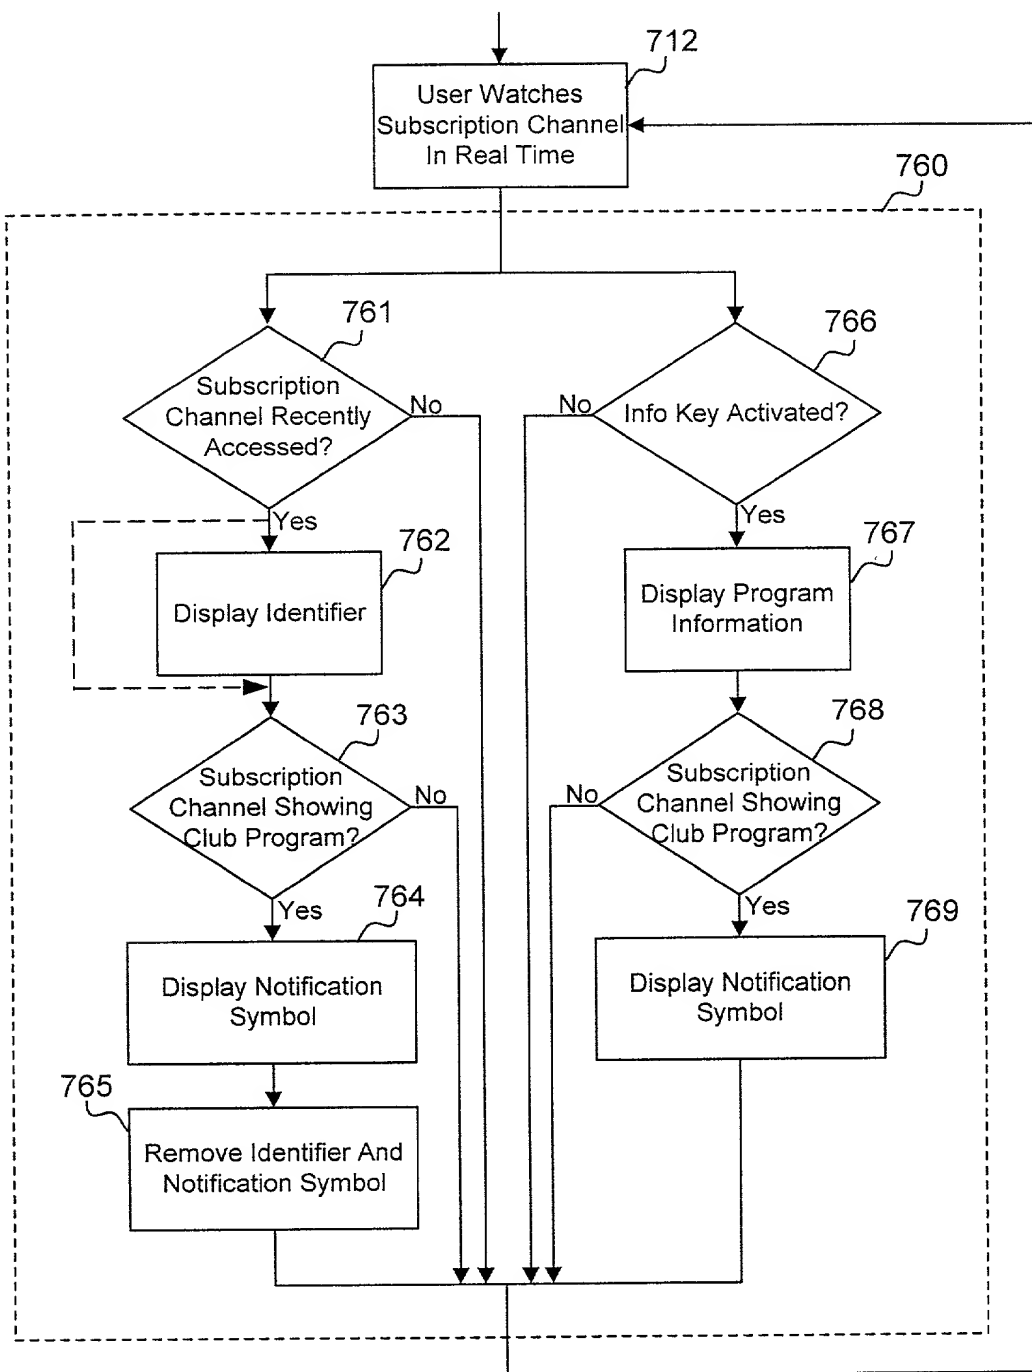 712
User Watches
Subscription Channel
In Real Time
760
761
Subscription
Channel Recently
Accessed?
No
Yes
766
Info Key Activated?
No
Yes
762
Display Identifier
767
Display Program
Information
763
Subscription
Channel Showing
Club Program?
No
Yes
768
Subscription
Channel Showing
Club Program?
No
Yes
764
Display Notification
Symbol
769
Display Notification
Symbol
765
Remove Identifier And
Notification Symbol